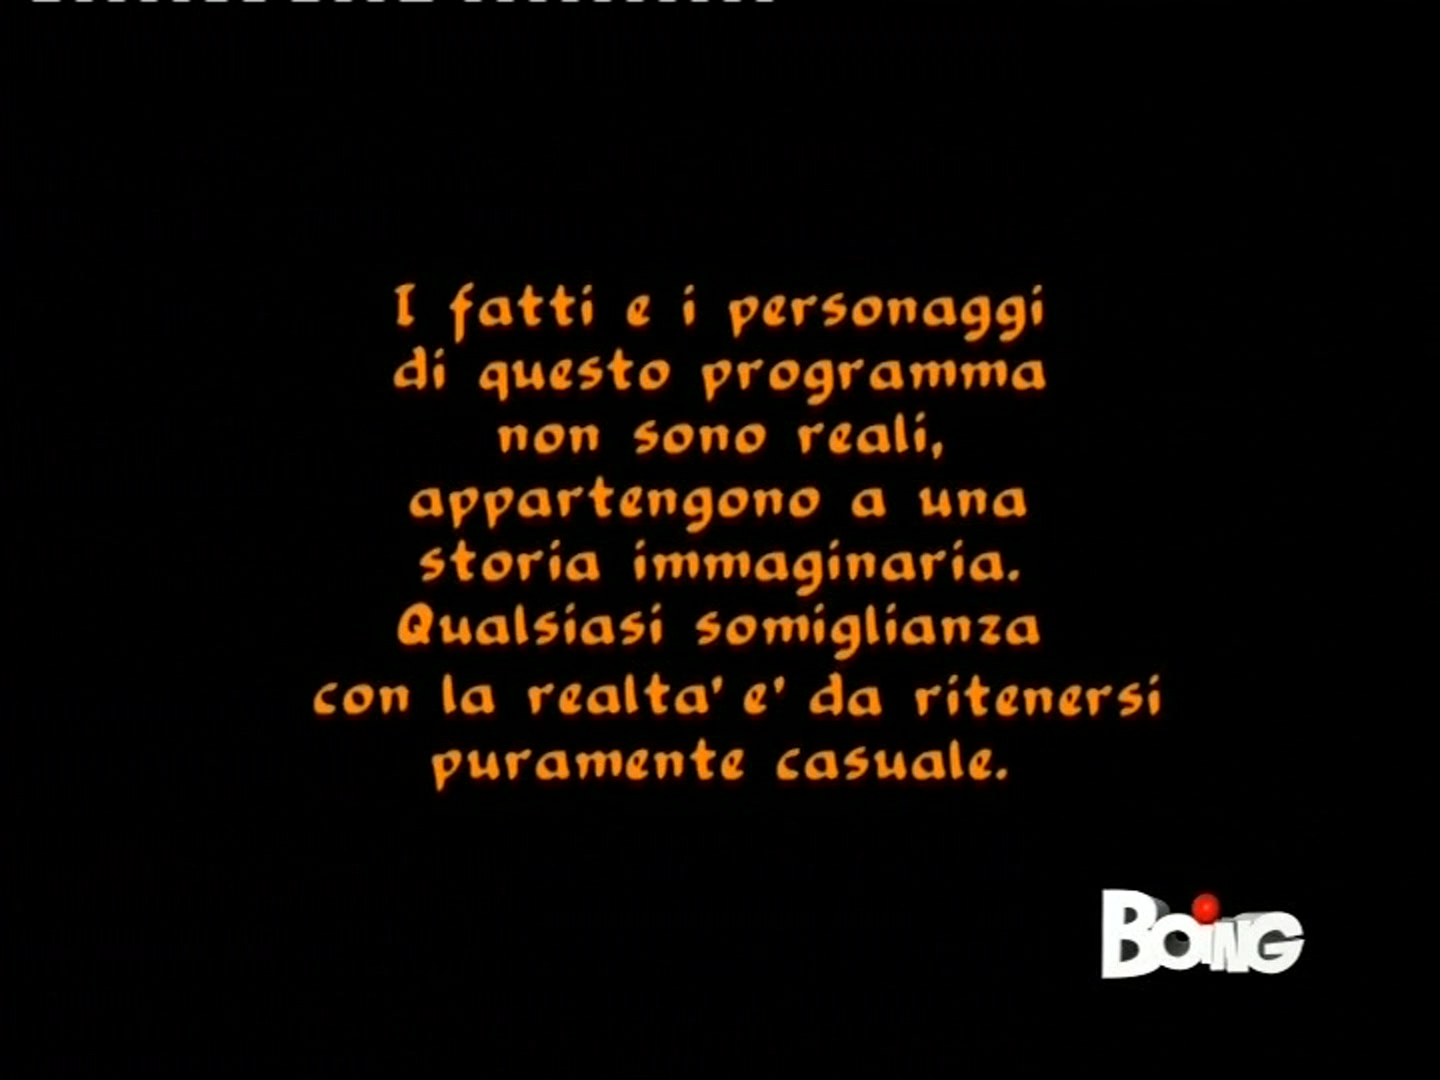 I fatti e i personaggi
di questo programma
non sono reali,
appartengono a una
storia immaginaria.
Qualsiasi somiglianza
con la realta' e' da ritenersi
puramente casuale.
BOING